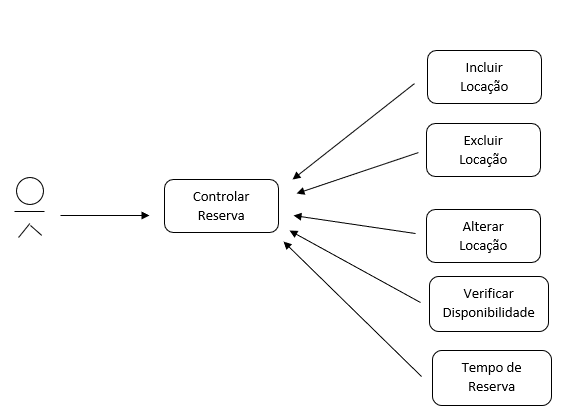 Incluir
Locação
Excluir
Locação
Controlar
Reserva
Alterar
Locação
Verificar
Disponibilidade
Tempo de
Reserva